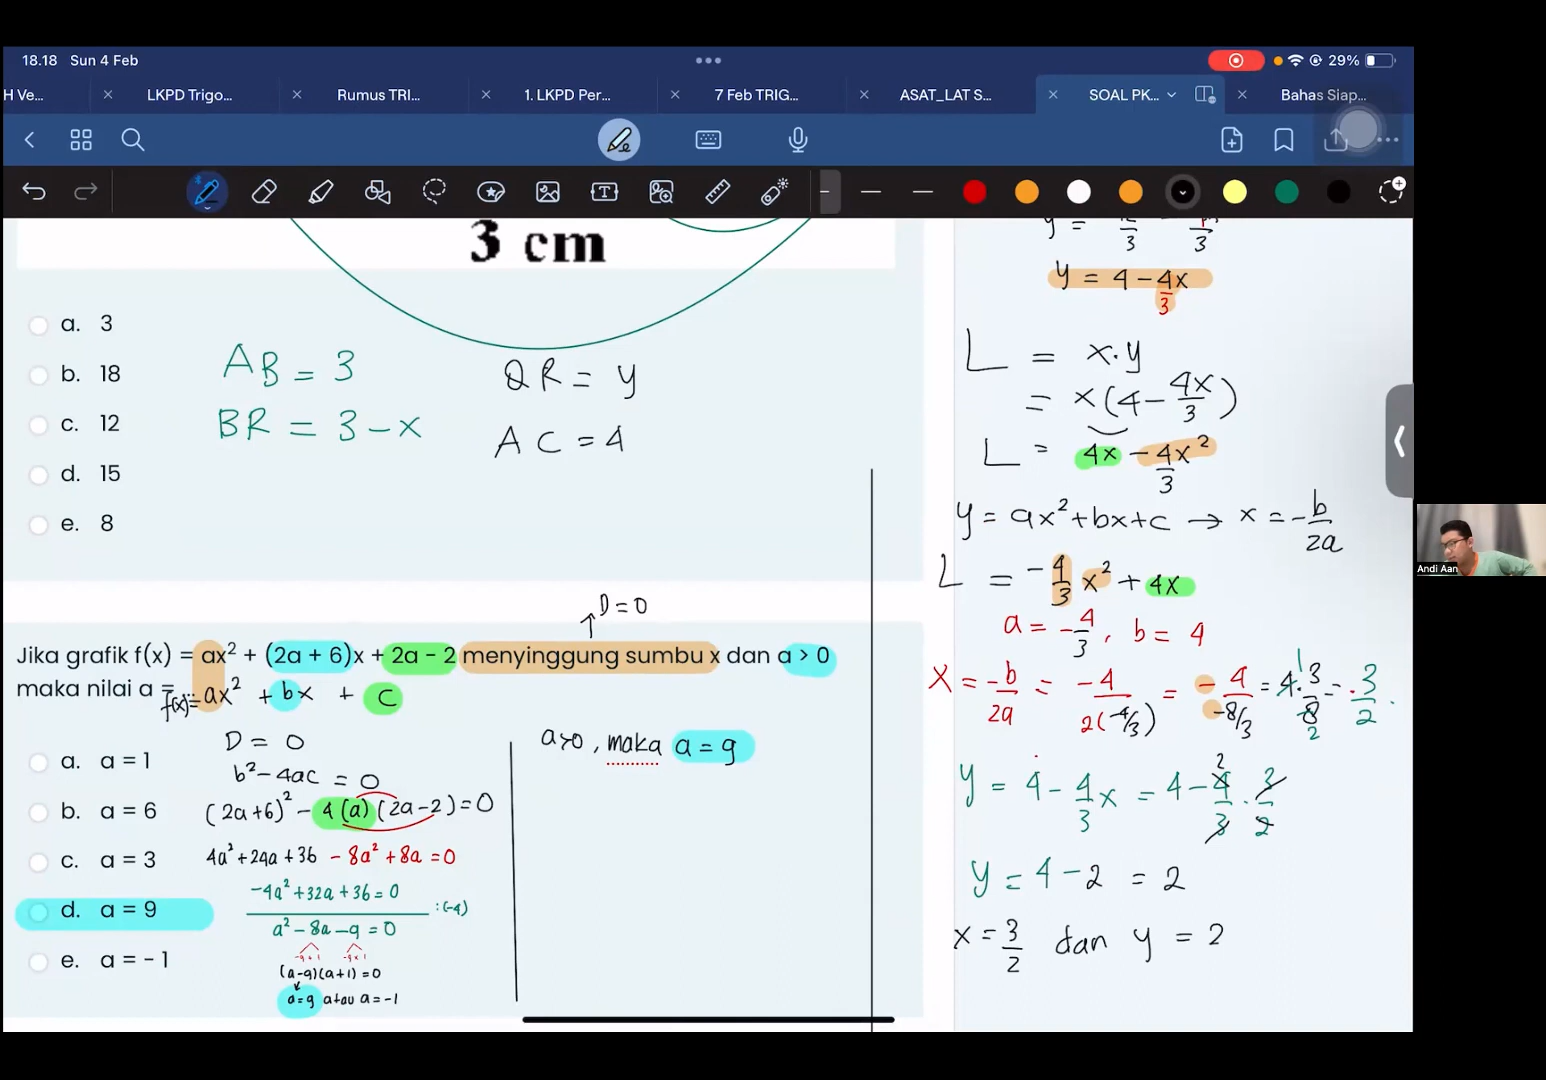 18.18 Sun 4 Feb
29%
H Ve...
LKPD Trigo...
Rumus TRI...
1. LKPD Per...
7 Feb TRIG...
ASAT_LAT S...
SOAL PK...
Bahas Siap...
3 cm
a. 3
b. 18
c. 12
d. 15
e. 8
AB = 3
BR = 3 - x
QR = y
AC = 4
D = 0
Jika grafik f(x) = ax² + (2a + 6)x + 2a - 2 menyinggung sumbu x dan a > 0
maka nilai a = ....
f(x) = ax² + bx + c
a. a = 1
b. a = 6
c. a = 3
d. a = 9
e. a = - 1
D = 0
b² - 4ac = 0
(2a+6)² - 4(a)(2a-2) = 0
4a² + 24a + 36 - 8a² + 8a = 0
-4a² + 32a + 36 = 0
:(-4)
a² - 8a - 9 = 0
-9+1 -9×1
(a-9)(a+1) = 0
a=9 atau a=-1
a>0, maka a = 9
y = 4 - 4x/3
L = x.y
= x(4 - 4x/3)
L = 4x - 4x²/3
y = ax² + bx + c → x = -b/2a
L = -4/3 x² + 4x
a = -4/3, b = 4
x = -b/2a = -4/2(-4/3) = -4/-8/3 = 4.3/8 = 3/2
y = 4 - 4/3 x = 4 - 4/3 . 3/2
y = 4 - 2 = 2
x = 3/2 dan y = 2
Andi Aan